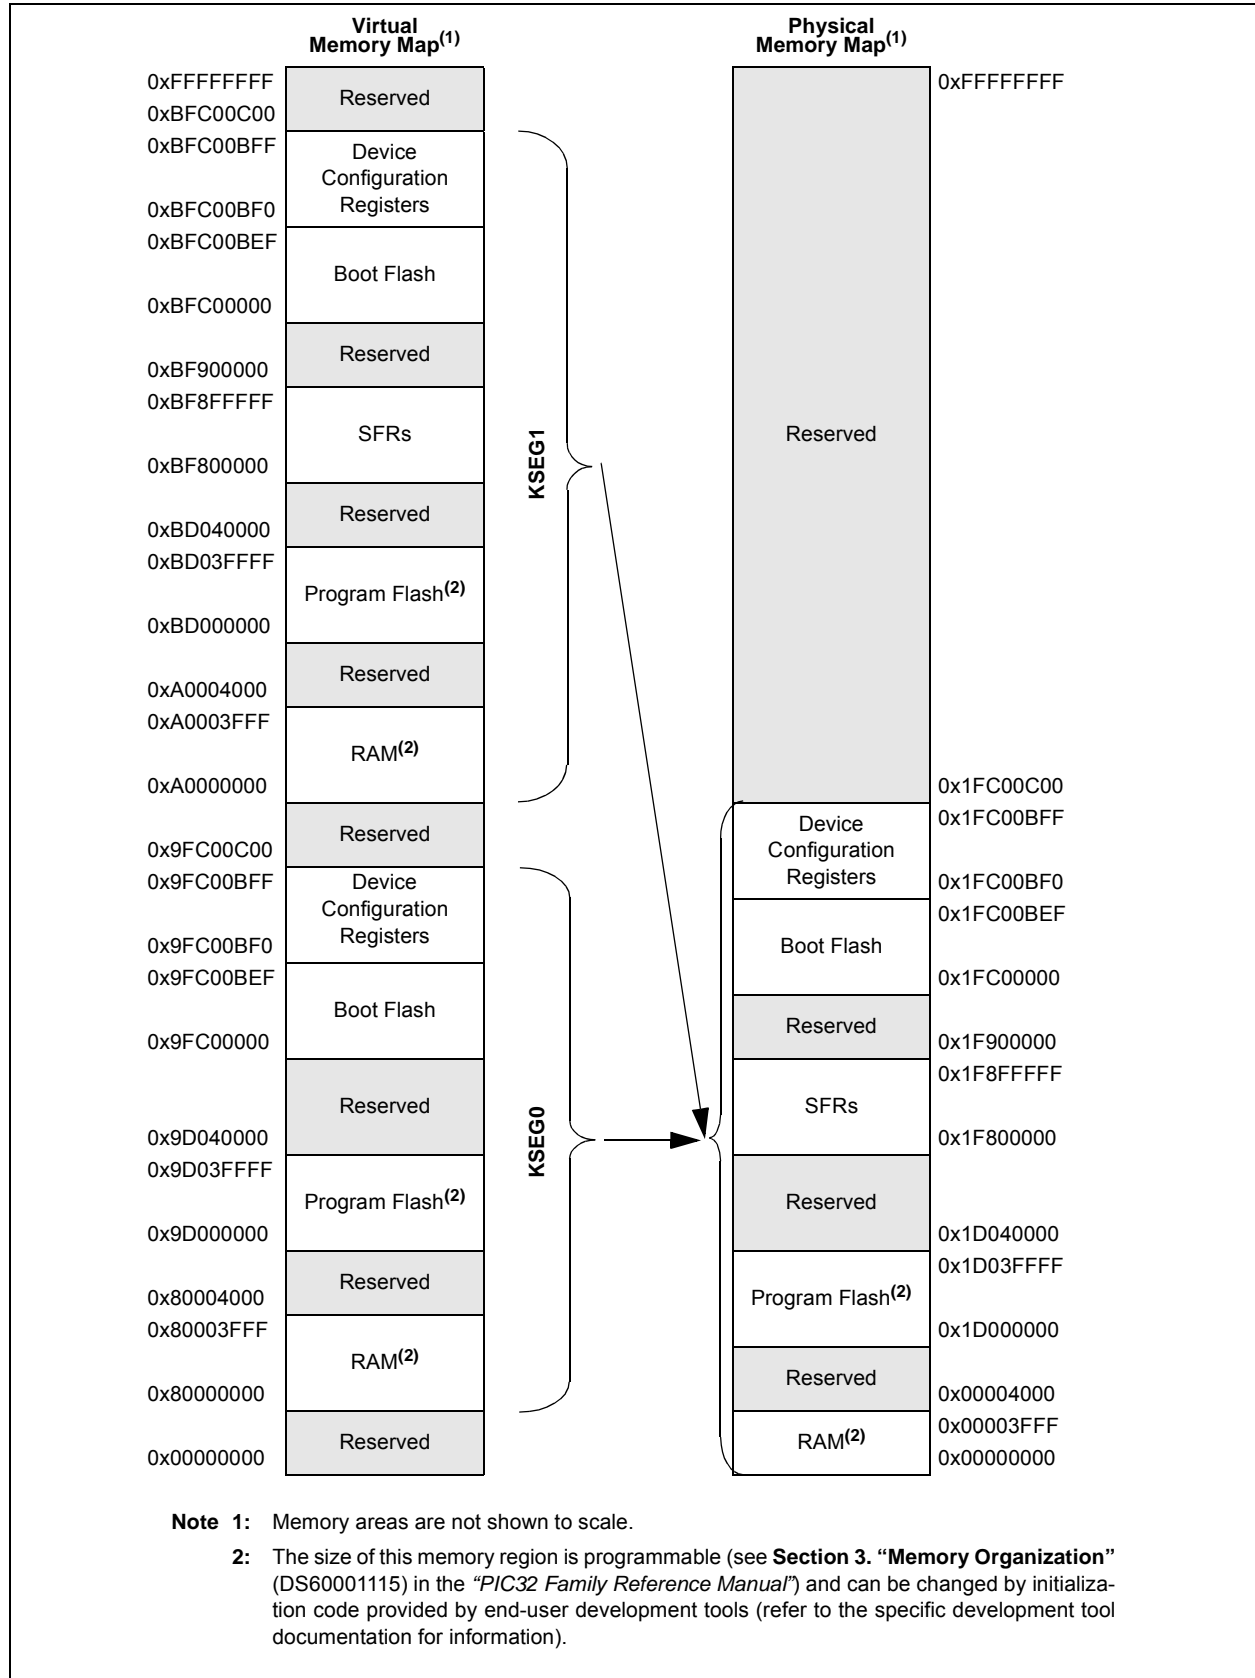 Virtual
Memory Map(1)
Physical
Memory Map(1)
0xFFFFFFFF
Reserved
0xBFC00C00
0xBFC00BFF
Device
Configuration
Registers
0xBFC00BF0
0xBFC00BEF
Boot Flash
0xBFC00000
Reserved
0xBF900000
0xBF8FFFFF
SFRs
0xBF800000
Reserved
0xBD040000
0xBD03FFFF
Program Flash(2)
0xBD000000
Reserved
0xA0004000
0xA0003FFF
RAM(2)
0xA0000000
Reserved
0x9FC00C00
0x9FC00BFF
Device
Configuration
Registers
0x9FC00BF0
0x9FC00BEF
Boot Flash
0x9FC00000
Reserved
0x9D040000
0x9D03FFFF
Program Flash(2)
0x9D000000
Reserved
0x80004000
0x80003FFF
RAM(2)
0x80000000
Reserved
0x00000000
KSEG1
KSEG0
0xFFFFFFFF
Reserved
0x1FC00C00
0x1FC00BFF
Device
Configuration
Registers
0x1FC00BF0
0x1FC00BEF
Boot Flash
0x1FC00000
Reserved
0x1F900000
0x1F8FFFFF
SFRs
0x1F800000
Reserved
0x1D040000
0x1D03FFFF
Program Flash(2)
0x1D000000
Reserved
0x00004000
0x00003FFF
RAM(2)
0x00000000
Note 1: Memory areas are not shown to scale.
2: The size of this memory region is programmable (see Section 3. “Memory Organization”
(DS60001115) in the “PIC32 Family Reference Manual”) and can be changed by initializa-
tion code provided by end-user development tools (refer to the specific development tool
documentation for information).